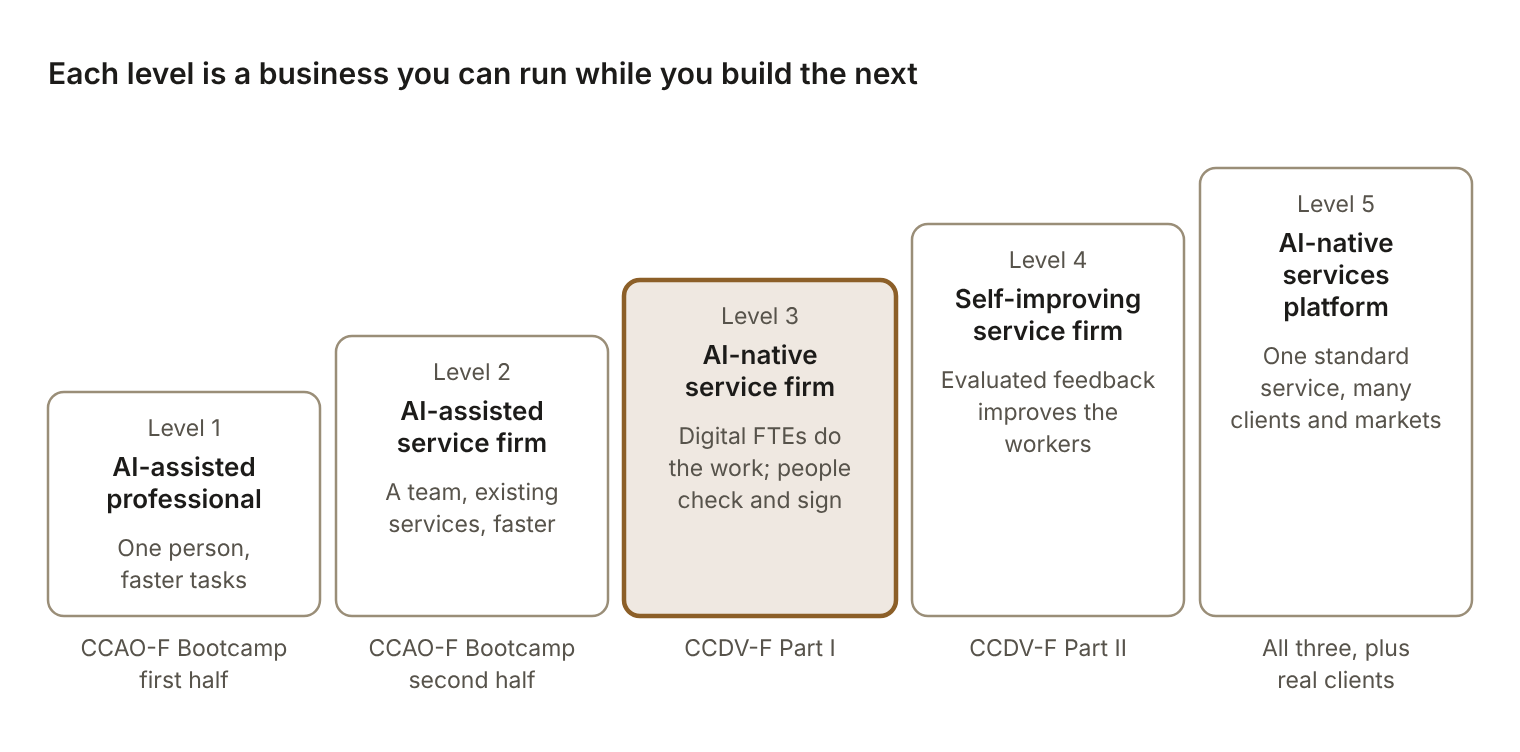 Each level is a business you can run while you build the next
Level 1
AI-assisted
professional
One person,
faster tasks
CCAO-F Bootcamp
first half
Level 2
AI-assisted
service firm
A team, existing
services, faster
CCAO-F Bootcamp
second half
Level 3
AI-native
service firm
Digital FTEs do
the work; people
check and sign
CCDV-F Part I
Level 4
Self-improving
service firm
Evaluated feedback
improves the
workers
CCDV-F Part II
Level 5
AI-native
services
platform
One standard
service, many
clients and markets
All three, plus
real clients